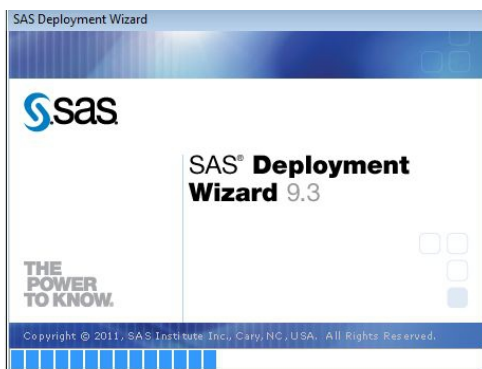 SAS Deployment Wizard
sas
SAS® Deployment
Wizard 9.3
THE
POWER
TO KNOW.
Copyright © 2011, SAS Institute Inc., Cary, NC, USA. All Rights Reserved.